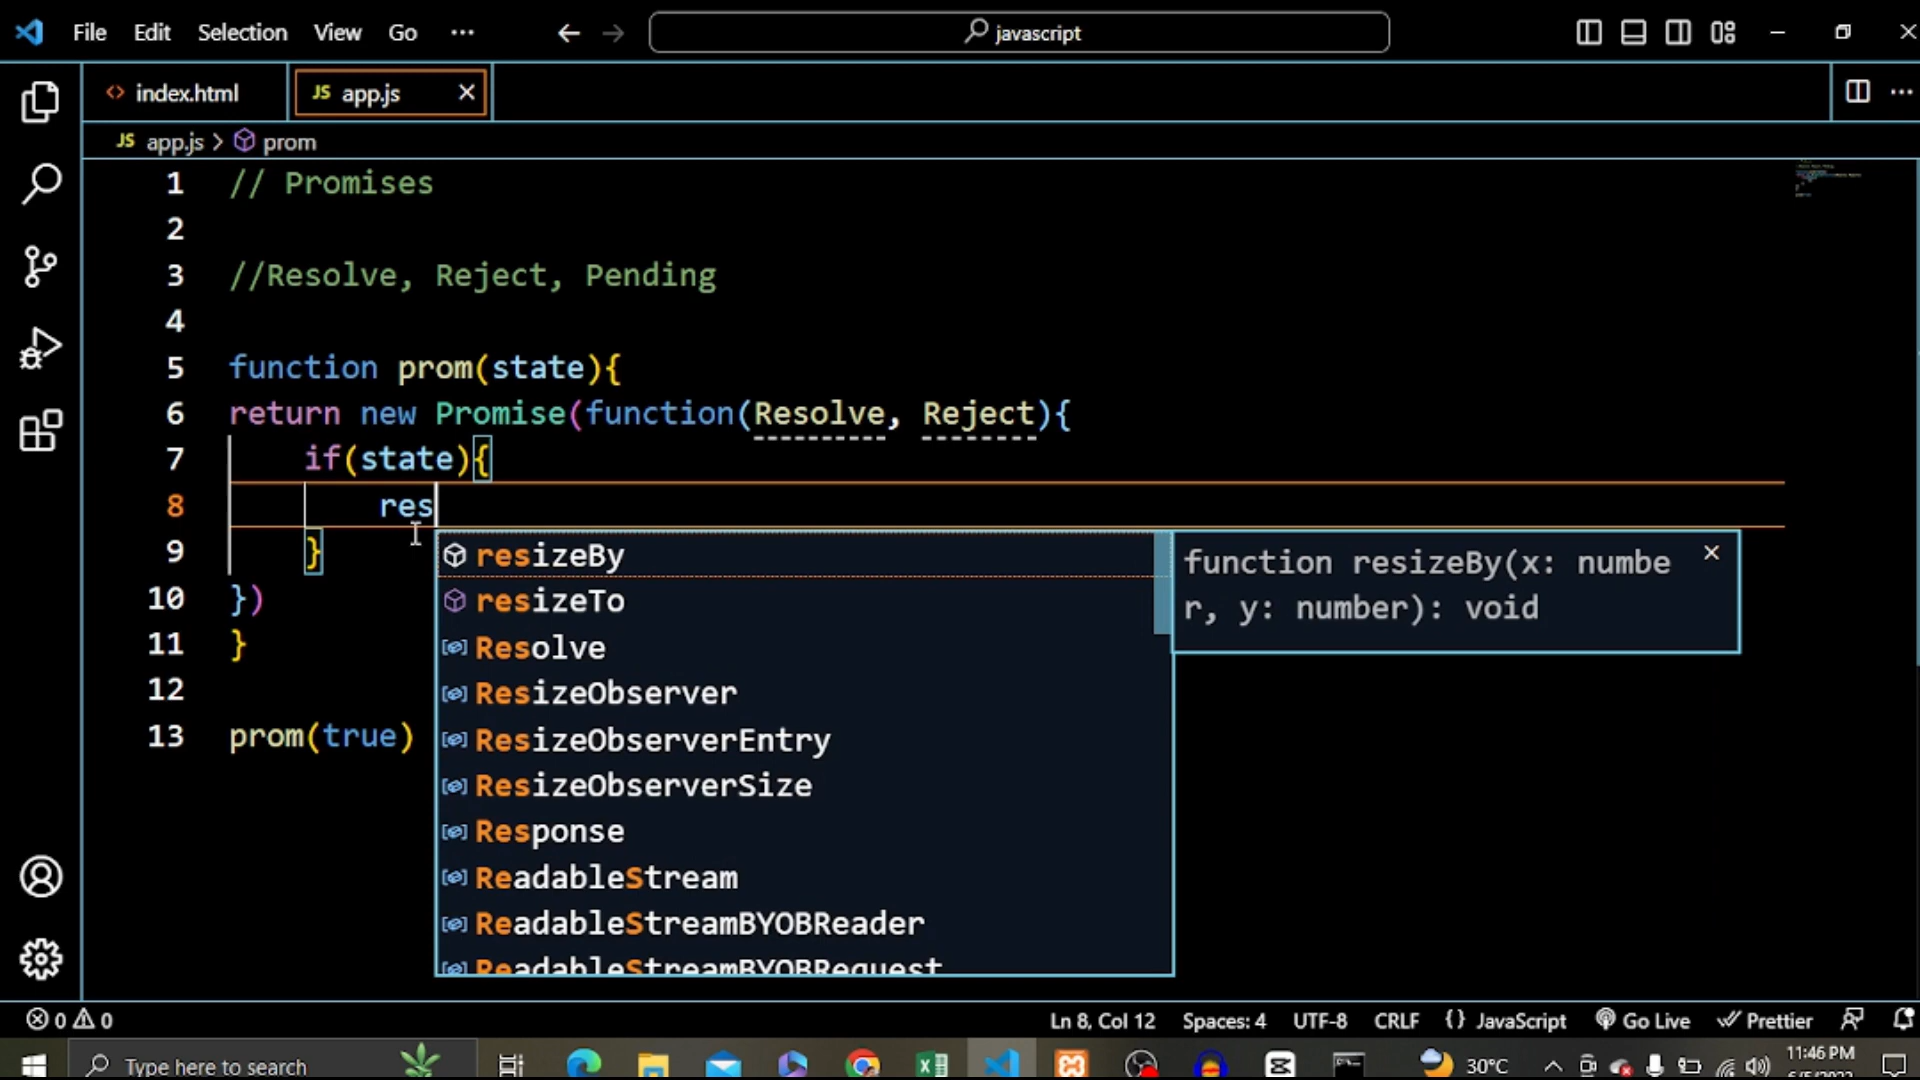 File Edit Selection View Go ··· javascript
index.html JS app.js
JS app.js > prom
1 // Promises
2
3 //Resolve, Reject, Pending
4
5 function prom(state){
6 return new Promise(function(Resolve, Reject){
7 if(state){
8 res
9 }
10 })
11 }
12
13 prom(true)
resizeBy
resizeTo
Resolve
ResizeObserver
ResizeObserverEntry
ResizeObserverSize
Response
ReadableStream
ReadableStreamBYOBReader
ReadableStreamBYOBRequest
function resizeBy(x: numbe
r, y: number): void
0 0 Ln 8, Col 12 Spaces: 4 UTF-8 CRLF {} JavaScript Go Live Prettier
Type here to search 30°C 11:46 PM